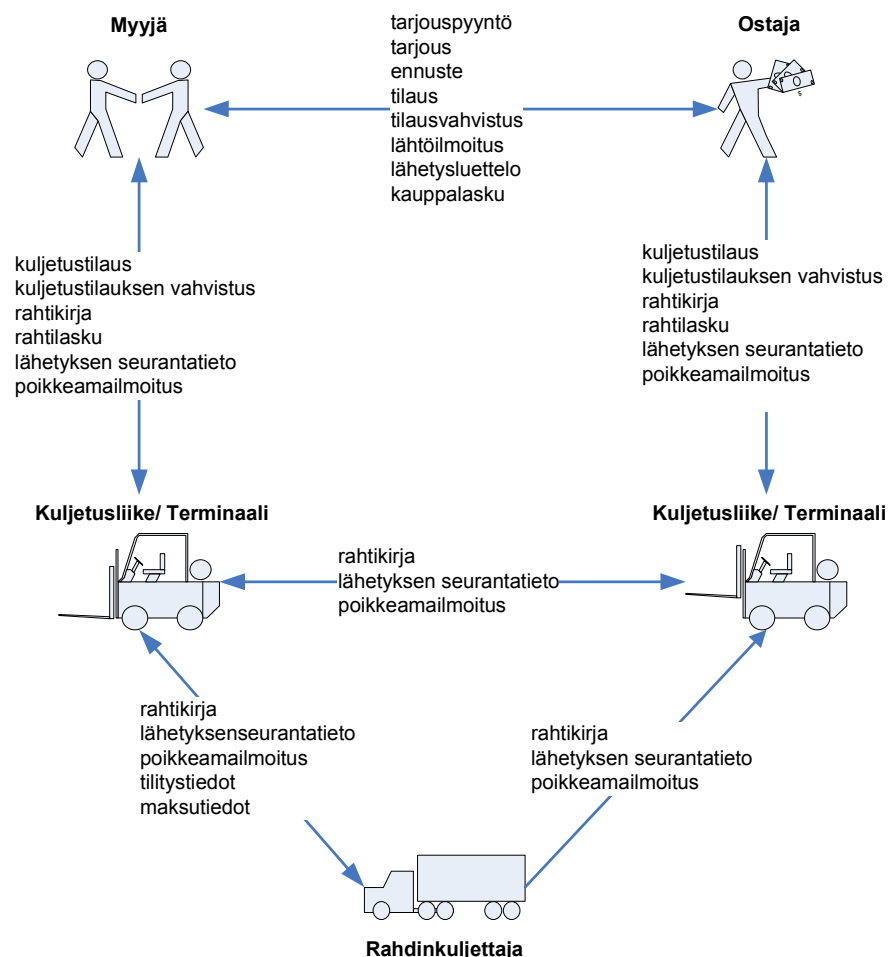 Myyjä
tarjouspyyntö
tarjous
ennuste
tilaus
tilausvahvistus
lähtöilmoitus
lähetysluettelo
kauppalasku
Ostaja
kuljetustilaus
kuljetustilauksen vahvistus
rahtikirja
rahtilasku
lähetyksen seurantatieto
poikkeamailmoitus
kuljetustilaus
kuljetustilauksen vahvistus
rahtikirja
rahtilasku
lähetyksen seurantatieto
poikkeamailmoitus
Kuljetusliike/ Terminaali
rahtikirja
lähetyksen seurantatieto
poikkeamailmoitus
Kuljetusliike/ Terminaali
rahtikirja
lähetyksenseurantatieto
poikkeamailmoitus
tilitystiedot
maksutiedot
rahtikirja
lähetyksen seurantatieto
poikkeamailmoitus
Rahdinkuljettaja